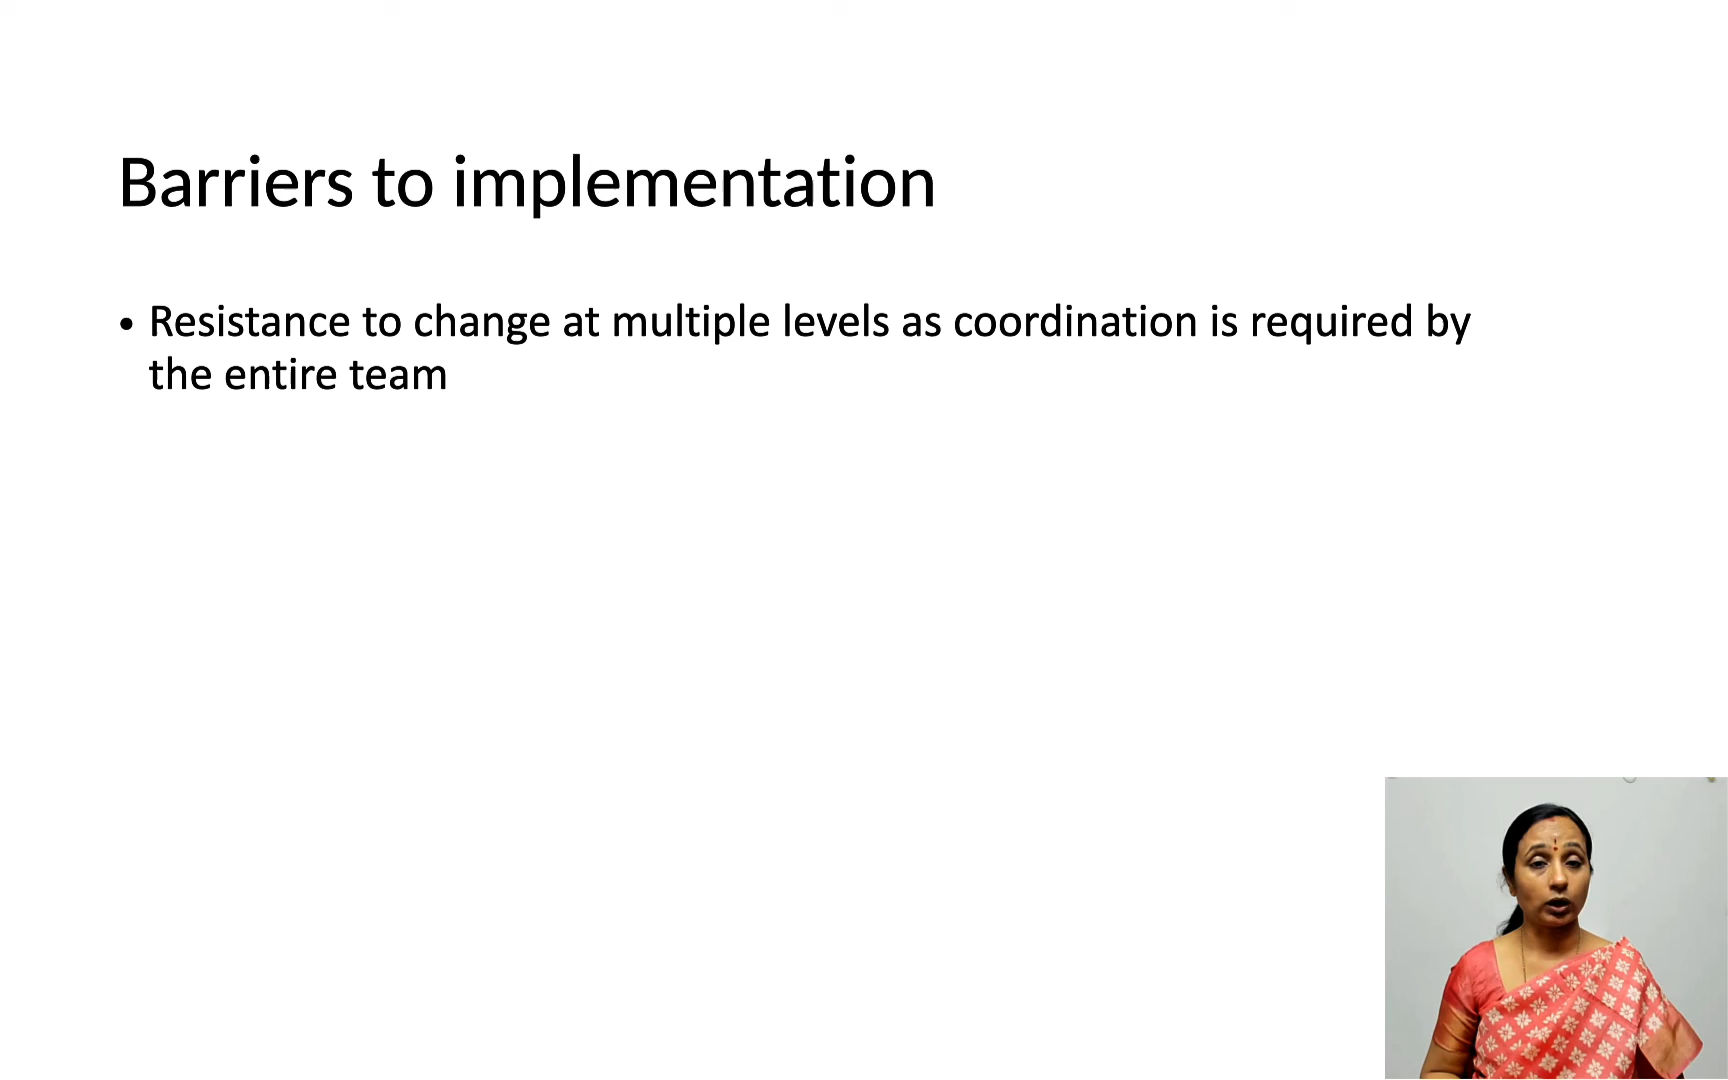 Barriers to implementation
• Resistance to change at multiple levels as coordination is required by
the entire team